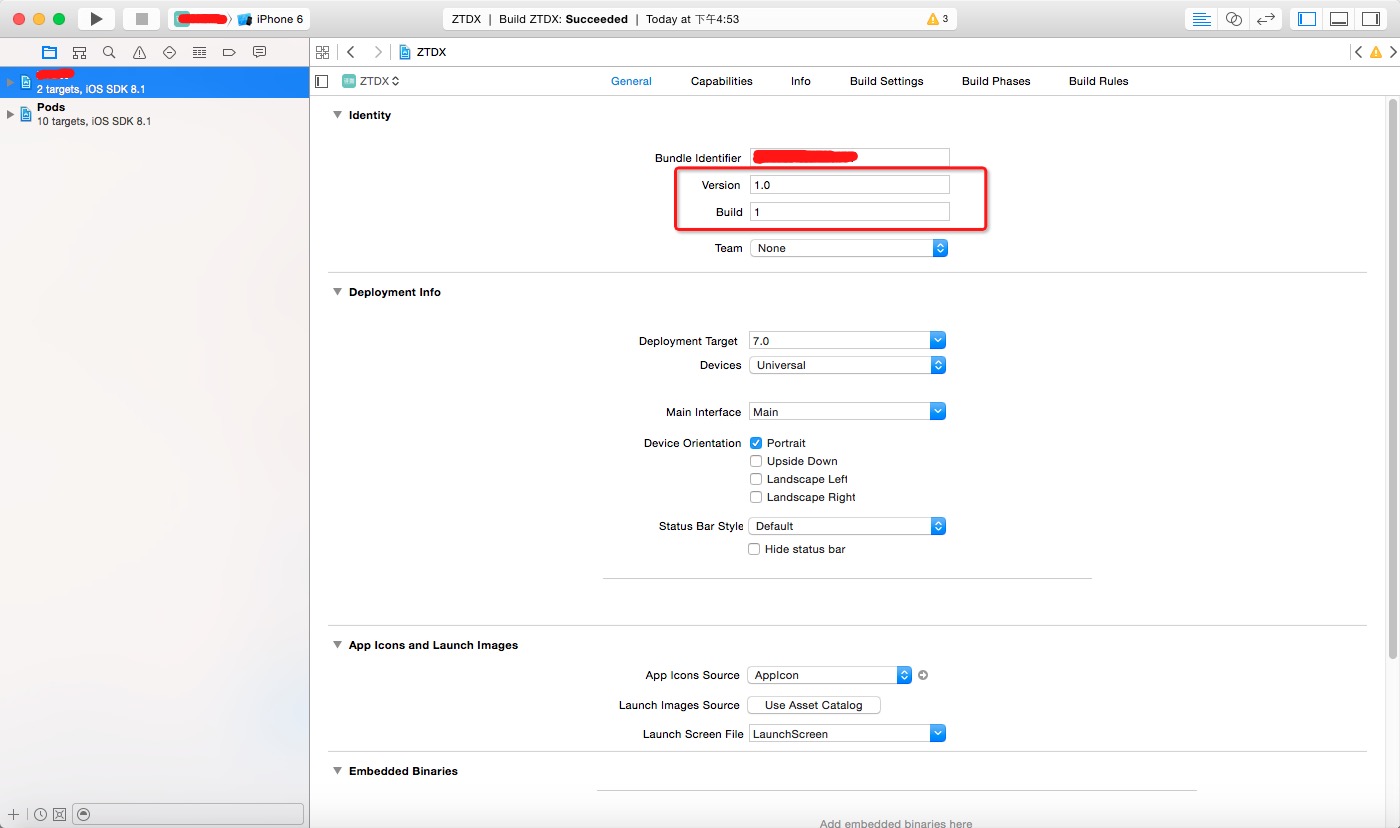 iPhone 6
ZTDX | Build ZTDX: Succeeded | Today at 下午4:53
3
ZTDX
2 targets, iOS SDK 8.1
Pods
10 targets, iOS SDK 8.1
ZTDX
General
Capabilities
Info
Build Settings
Build Phases
Build Rules
Identity
Bundle Identifier
Version 1.0
Build 1
Team None
Deployment Info
Deployment Target 7.0
Devices Universal
Main Interface Main
Device Orientation Portrait
Upside Down
Landscape Left
Landscape Right
Status Bar Style Default
Hide status bar
App Icons and Launch Images
App Icons Source AppIcon
Launch Images Source Use Asset Catalog
Launch Screen File LaunchScreen
Embedded Binaries
Add embedded binaries here